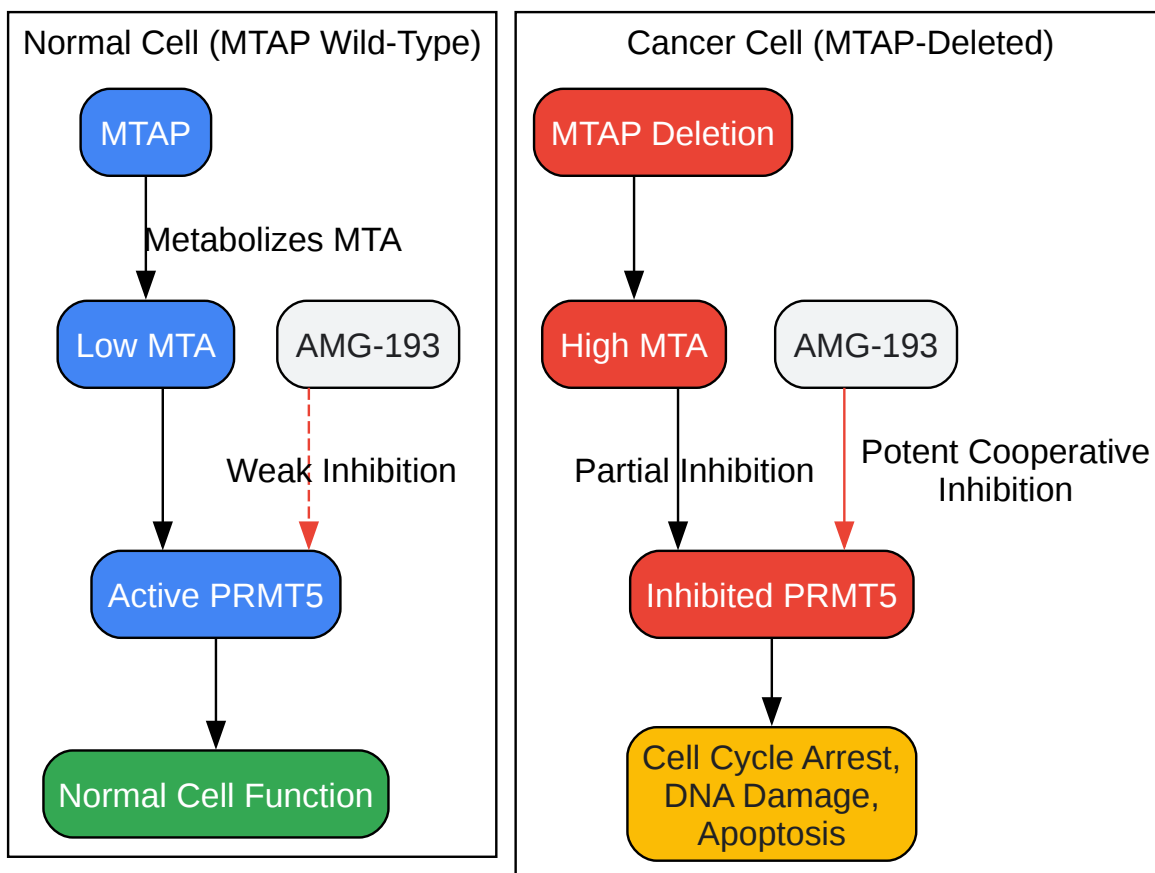 Normal Cell (MTAP Wild-Type)
MTAP
Metabolizes MTA
Low MTA
AMG-193
Weak Inhibition
Active PRMT5
Normal Cell Function
Cancer Cell (MTAP-Deleted)
MTAP Deletion
High MTA
AMG-193
Partial Inhibition
Potent Cooperative
Inhibition
Inhibited PRMT5
Cell Cycle Arrest,
DNA Damage,
Apoptosis